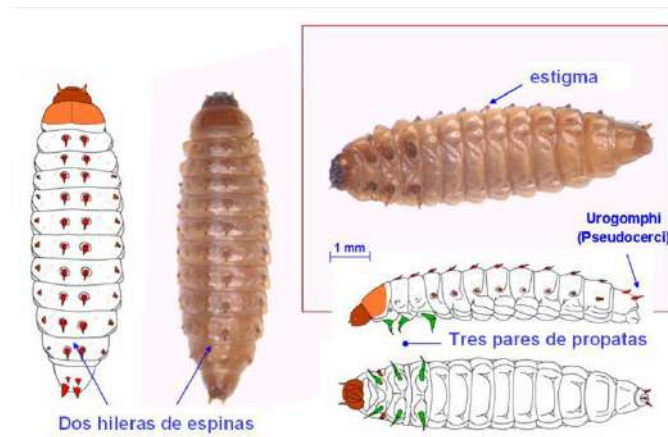 estigma
Urogomphi
(Pseudocerci)
1 mm
Tres pares de propatas
Dos hileras de espinas